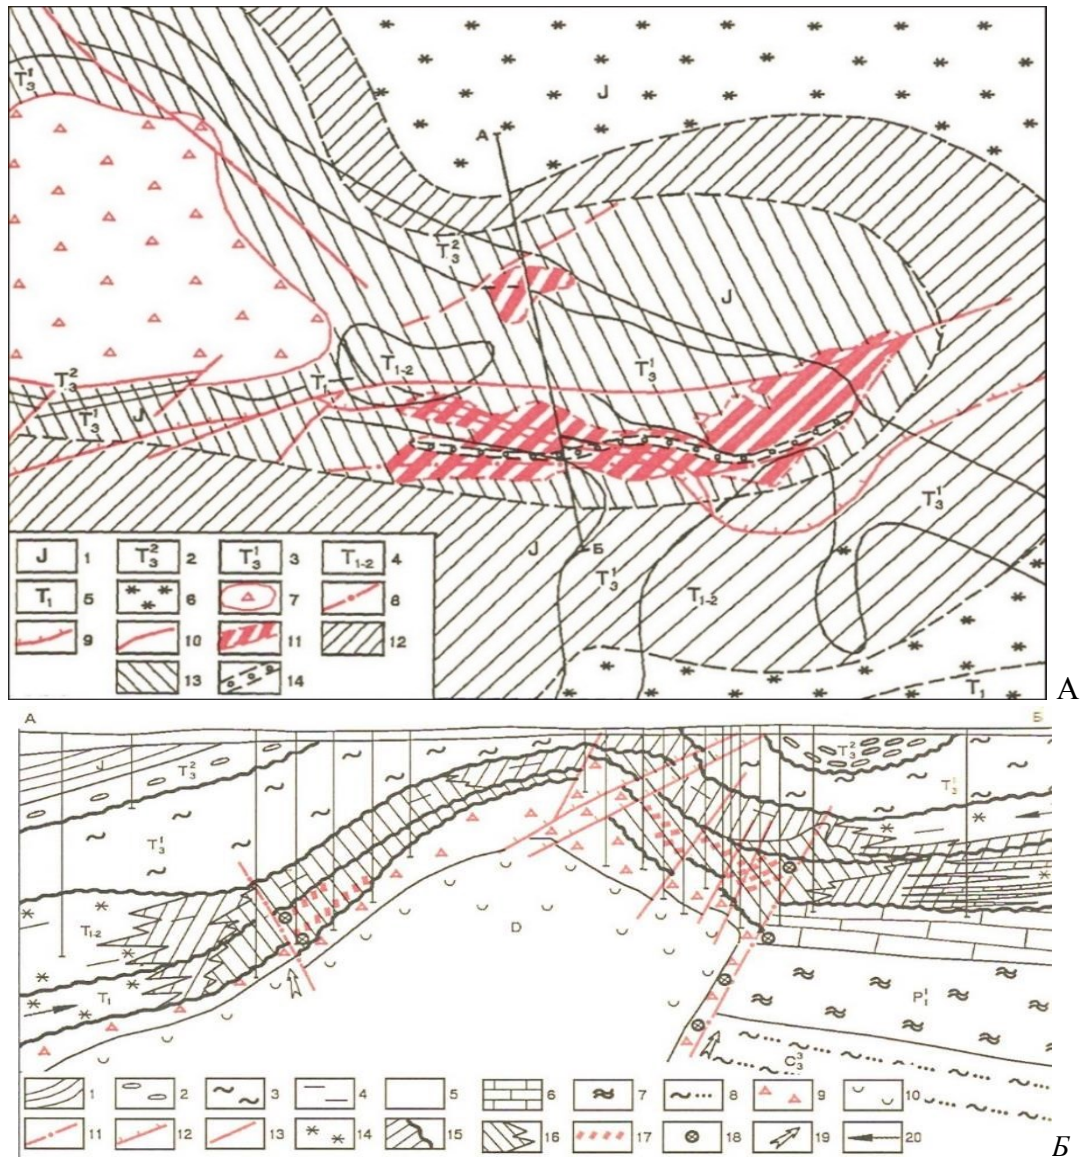 J
А
T₃¹
T₃²
J
T₃²
T₁
T₁₋₂
T₃¹
T₃¹
J
J
Б
T₃¹
T₁₋₂
T₃¹
T₁
J 1 T₃² 2 T₃¹ 3 T₁₋₂ 4
T₁ 5 6 7 8
9 10 11 12
13 14
А
А Б
J T₃² T₃²
T₃¹ T₃¹
T₁₋₂
D
T₁ P₁¹
C₃³
1 2 3 4 5 6 7 8 9 10
11 12 13 14 15 16 17 18 19 20
Б